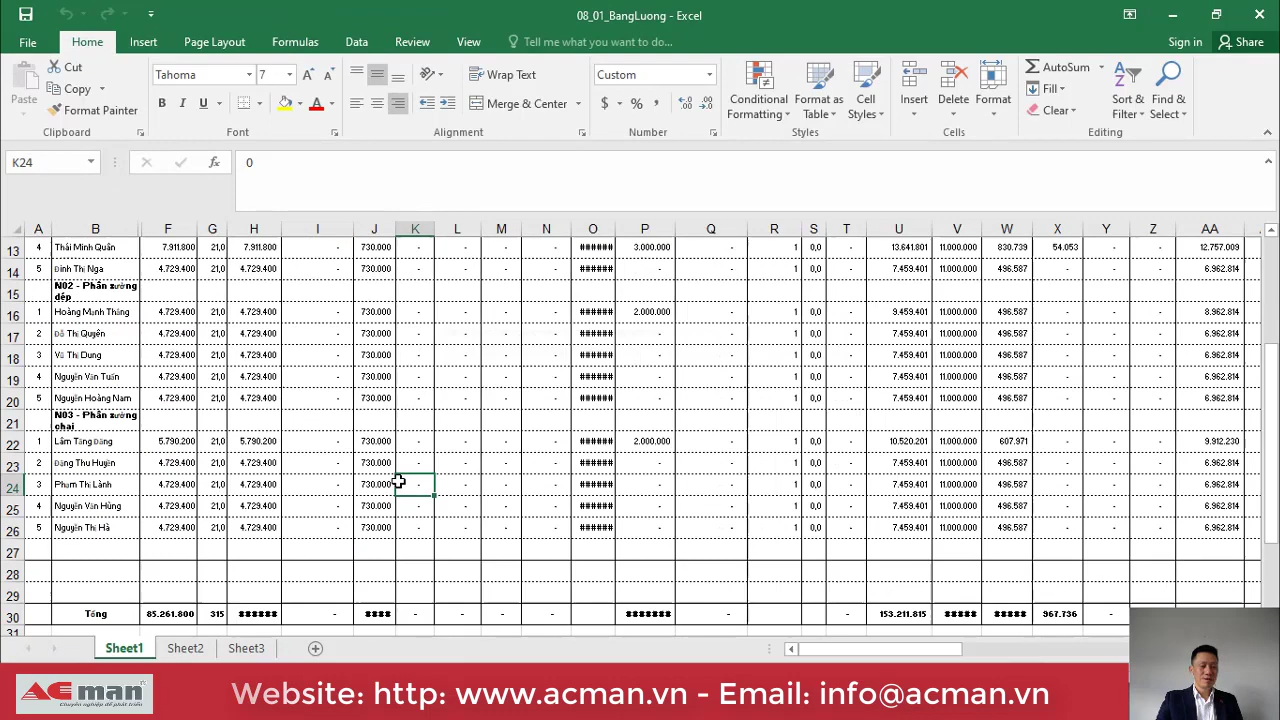 08_01_BangLuong - Excel
File Home Insert Page Layout Formulas Data Review View Tell me what you want to do... Sign in Share
Cut
Copy
Format Painter
Paste
Clipboard
Tahoma 7
B I U
Font
Wrap Text
Merge & Center
Alignment
Custom
$ % ,
Number
Conditional Formatting
Format as Table
Cell Styles
Styles
Insert Delete Format
Cells
AutoSum
Fill
Clear
Sort & Filter
Find & Select
Editing
K24 fx 0
A B F G H I J K L M N O P Q R S T U V W X Y Z AA
13 4 Thái Minh Quân 7.911.800 21,0 7.911.800 - 730.000 - - - - ###### 3.000.000 - 1 0,0 - 13.641.801 11.000.000 830.739 54.053 - - 12.757.009
14 5 Đinh Thị Nga 4.729.400 21,0 4.729.400 - 730.000 - - - - ###### - - 1 0,0 - 7.459.401 11.000.000 496.587 - - - 6.962.814
15 N02 - Phân xưởng dép
16 1 Hoàng Mạnh Thắng 4.729.400 21,0 4.729.400 - 730.000 - - - - ###### 2.000.000 - 1 0,0 - 9.459.401 11.000.000 496.587 - - - 8.962.814
17 2 Đỗ Thị Quyên 4.729.400 21,0 4.729.400 - 730.000 - - - - ###### - - 1 0,0 - 7.459.401 11.000.000 496.587 - - - 6.962.814
18 3 Vũ Thị Dung 4.729.400 21,0 4.729.400 - 730.000 - - - - ###### - - 1 0,0 - 7.459.401 11.000.000 496.587 - - - 6.962.814
19 4 Nguyễn Văn Tuấn 4.729.400 21,0 4.729.400 - 730.000 - - - - ###### - - 1 0,0 - 7.459.401 11.000.000 496.587 - - - 6.962.814
20 5 Nguyễn Hoàng Nam 4.729.400 21,0 4.729.400 - 730.000 - - - - ###### - - 1 0,0 - 7.459.401 11.000.000 496.587 - - - 6.962.814
21 N03 - Phân xưởng chai
22 1 Lâm Tăng Đăng 5.790.200 21,0 5.790.200 - 730.000 - - - - ###### 2.000.000 - 1 0,0 - 10.520.201 11.000.000 607.971 - - - 9.912.230
23 2 Đặng Thu Huyền 4.729.400 21,0 4.729.400 - 730.000 - - - - ###### - - 1 0,0 - 7.459.401 11.000.000 496.587 - - - 6.962.814
24 3 Phạm Thị Lành 4.729.400 21,0 4.729.400 - 730.000 - - - ###### - - 1 0,0 - 7.459.401 11.000.000 496.587 - - - 6.962.814
25 4 Nguyễn Văn Hùng 4.729.400 21,0 4.729.400 - 730.000 - - - - ###### - - 1 0,0 - 7.459.401 11.000.000 496.587 - - - 6.962.814
26 5 Nguyễn Thị Hà 4.729.400 21,0 4.729.400 - 730.000 - - - - ###### - - 1 0,0 - 7.459.401 11.000.000 496.587 - - - 6.962.814
27
28
29
30 Tổng 85.261.800 315 ###### - #### - - - - ####### - - 153.211.815 ##### ##### 967.736 -
31
Sheet1 Sheet2 Sheet3
ACman
Chuyên nghiệp để phát triển
Website: http: www.acman.vn - Email: info@acman.vn